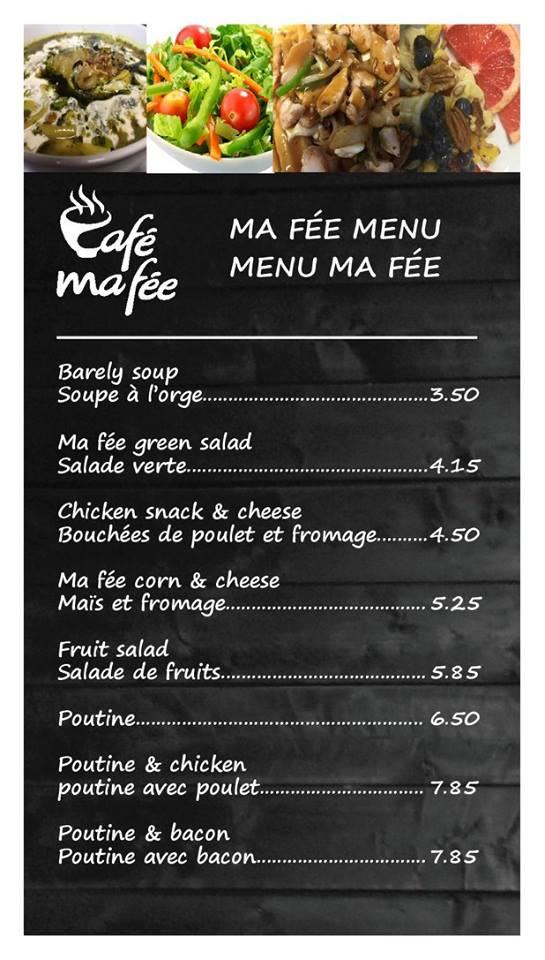 Café
ma fée
MA FÉE MENU
MENU MA FÉE
Barely soup
Soupe à l'orge..............................................3.50
Ma fée green salad
Salade verte.................................................4.15
Chicken snack & cheese
Bouchées de poulet et fromage..........4.50
Ma fée corn & cheese
Maïs et fromage......................................... 5.25
Fruit salad
Salade de fruits.......................................... 5.85
Poutine........................................................... 6.50
Poutine & chicken
poutine avec poulet................................. 7.85
Poutine & bacon
Poutine avec bacon.................................. 7.85